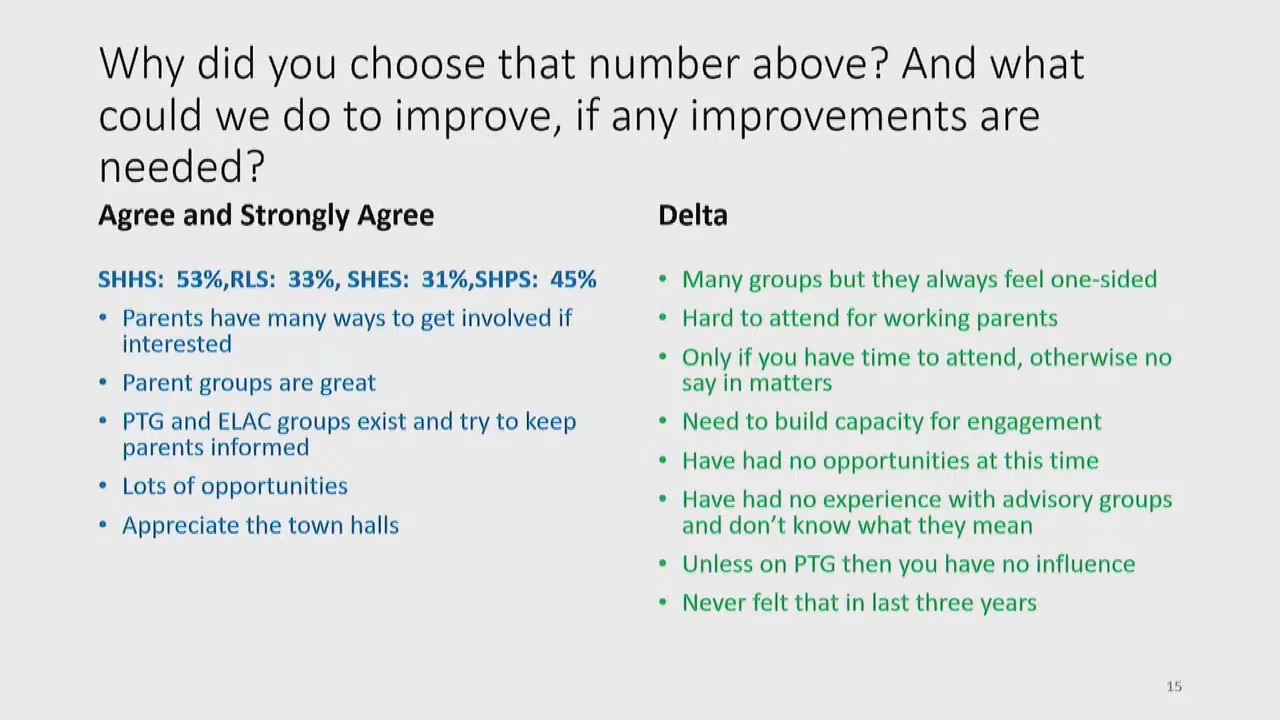 Why did you choose that number above? And what
could we do to improve, if any improvements are
needed?
Agree and Strongly Agree
SHHS: 53%,RLS: 33%, SHES: 31%,SHPS: 45%
• Parents have many ways to get involved if
interested
• Parent groups are great
• PTG and ELAC groups exist and try to keep
parents informed
• Lots of opportunities
• Appreciate the town halls
Delta
• Many groups but they always feel one-sided
• Hard to attend for working parents
• Only if you have time to attend, otherwise no
say in matters
• Need to build capacity for engagement
• Have had no opportunities at this time
• Have had no experience with advisory groups
and don’t know what they mean
• Unless on PTG then you have no influence
• Never felt that in last three years
15